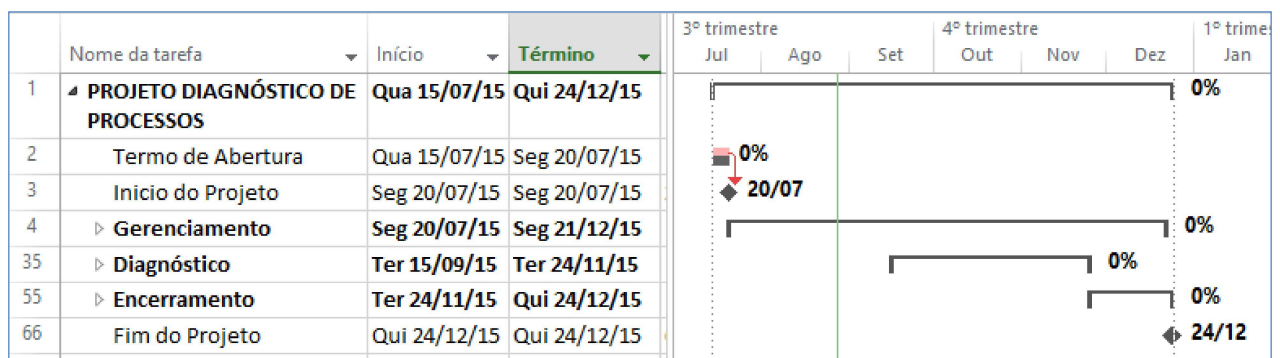 3º trimestre 4º trimestre 1º trime
Nome da tarefa Início Término Jul Ago Set Out Nov Dez Jan
1 PROJETO DIAGNÓSTICO DE Qua 15/07/15 Qui 24/12/15 0%
PROCESSOS
2 Termo de Abertura Qua 15/07/15 Seg 20/07/15 0%
3 Inicio do Projeto Seg 20/07/15 Seg 20/07/15 20/07
4 Gerenciamento Seg 20/07/15 Seg 21/12/15 0%
35 Diagnóstico Ter 15/09/15 Ter 24/11/15 0%
55 Encerramento Ter 24/11/15 Qui 24/12/15 0%
66 Fim do Projeto Qui 24/12/15 Qui 24/12/15 24/12